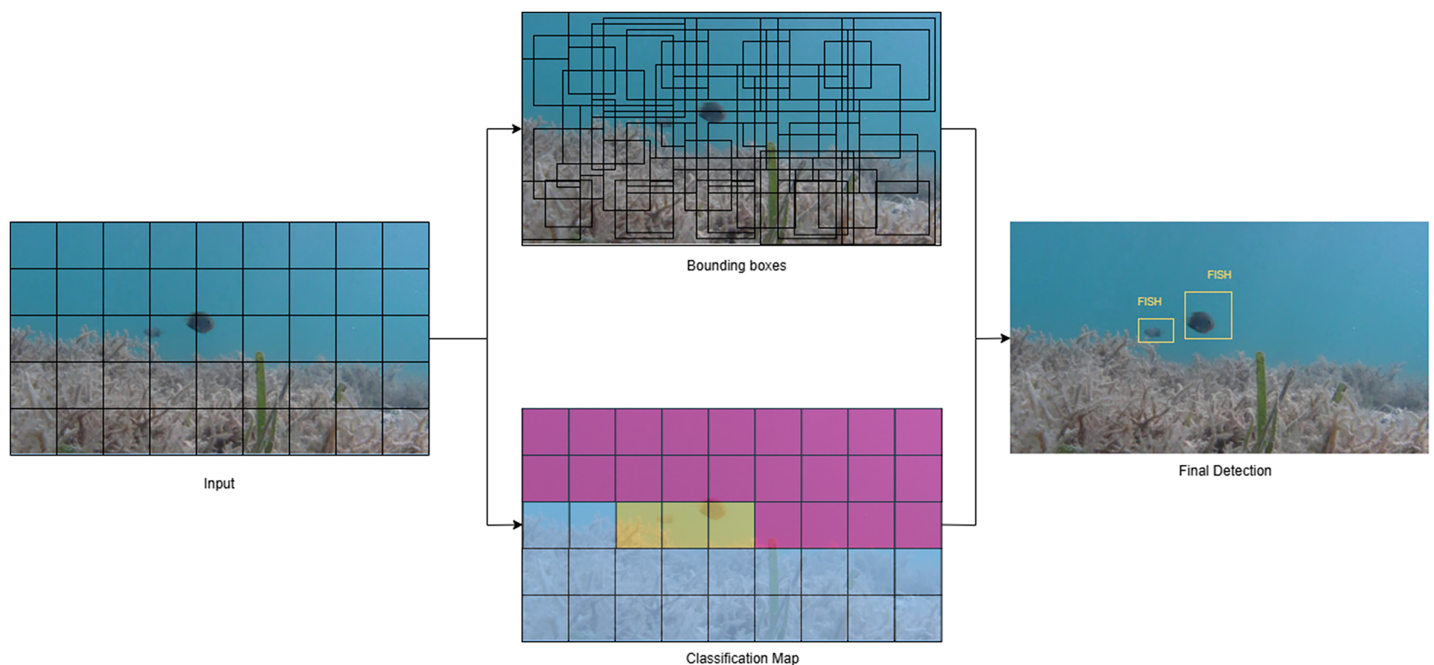 Bounding boxes
Input
FISH
FISH
Final Detection
Classification Map